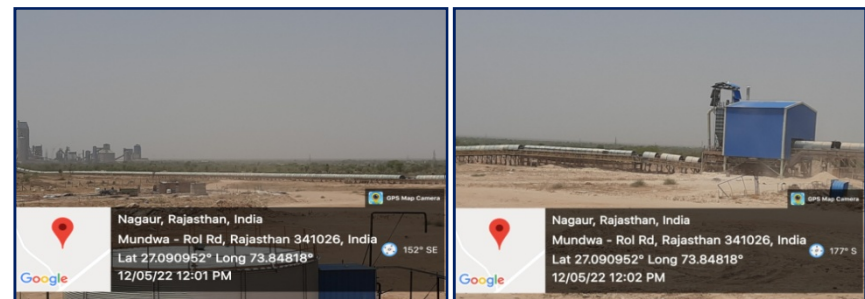 GPS Map Camera
Nagaur, Rajasthan, India
Mundwa - Rol Rd, Rajasthan 341026, India
Lat 27.090952° Long 73.84818°
12/05/22 12:01 PM
152° SE
Google
GPS Map Camera
Nagaur, Rajasthan, India
Mundwa - Rol Rd, Rajasthan 341026, India
Lat 27.090952° Long 73.84818°
12/05/22 12:02 PM
177° S
Google